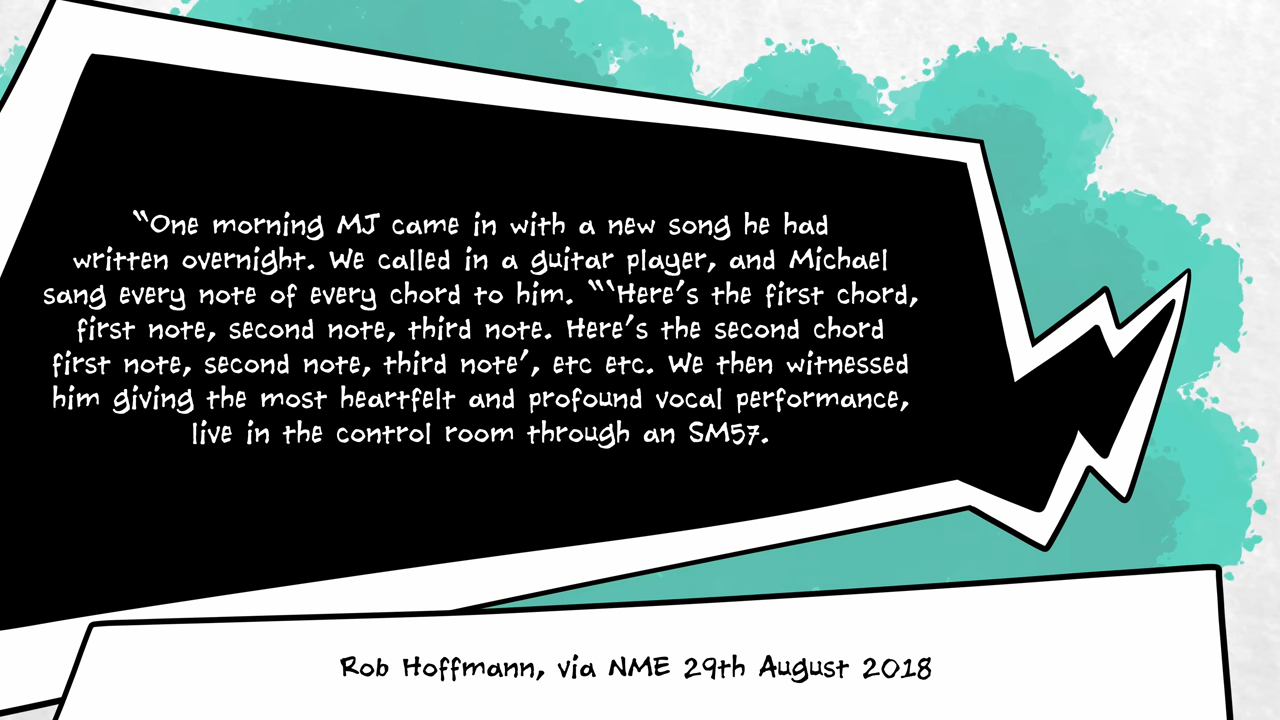 “One morning MJ came in with a new song he had
written overnight. We called in a guitar player, and Michael
sang every note of every chord to him. “‘Here’s the first chord,
first note, second note, third note. Here’s the second chord
first note, second note, third note’, etc etc. We then witnessed
him giving the most heartfelt and profound vocal performance,
live in the control room through an SM57.
Rob Hoffmann, via NME 29th August 2018